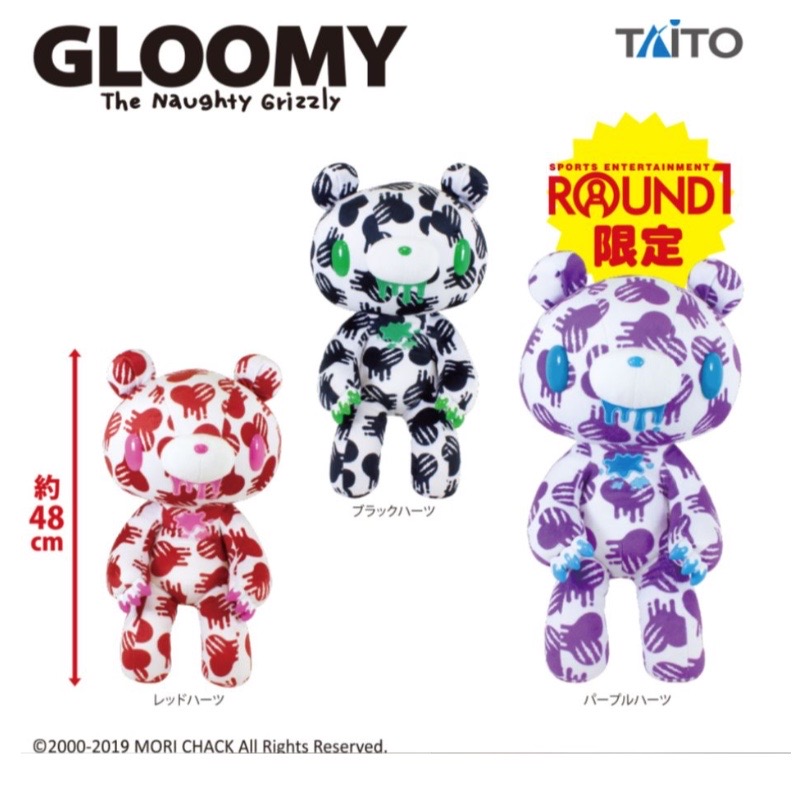 GLOOMY
The Naughty Grizzly
TAITO
SPORTS ENTERTAINMENT
ROUND1
限定
約
48
cm
ブラックハーツ
レッドハーツ
パープルハーツ
©2000-2019 MORI CHACK All Rights Reserved.